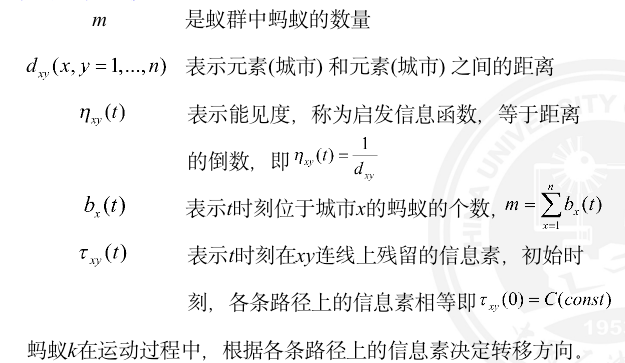 m 是蚁群中蚂蚁的数量
d_{xy}(x, y = 1,...,n) 表示元素(城市) 和元素(城市) 之间的距离
η_{xy}(t) 表示能见度，称为启发信息函数，等于距离
的倒数，即 η_{xy}(t) = \frac{1}{d_{xy}}
b_x(t) 表示t时刻位于城市x的蚂蚁的个数, m = \sum_{x=1}^{n} b_x(t)
τ_{xy}(t) 表示t时刻在xy连线上残留的信息素，初始时
刻，各条路径上的信息素相等即 τ_{xy}(0) = C(const)
蚂蚁k在运动过程中，根据各条路径上的信息素决定转移方向。
195